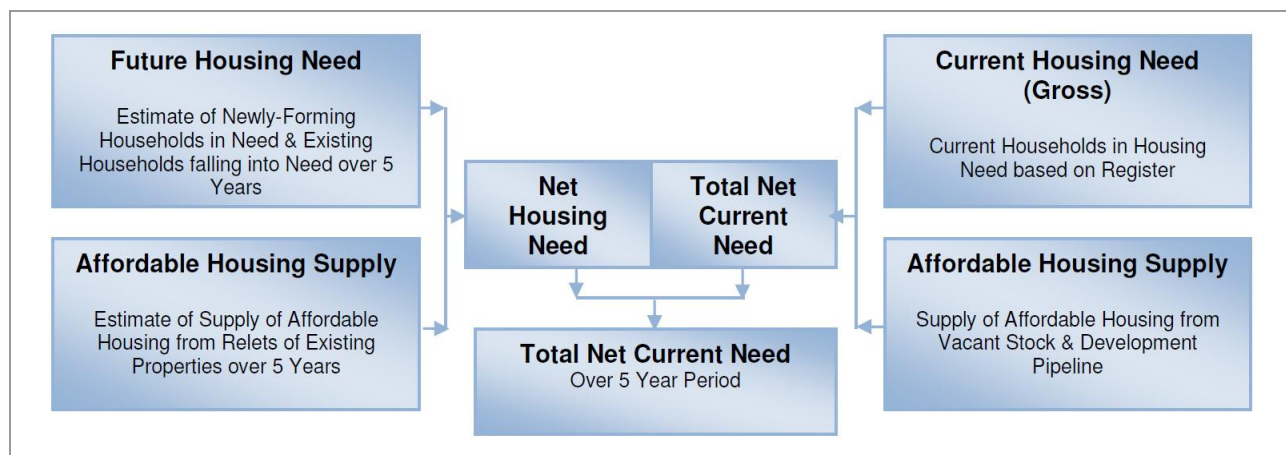 Future Housing Need
Estimate of Newly-Forming
Households in Need & Existing
Households falling into Need over 5
Years
Affordable Housing Supply
Estimate of Supply of Affordable
Housing from Relets of Existing
Properties over 5 Years
Net
Housing
Need
Total Net
Current
Need
Total Net Current Need
Over 5 Year Period
Current Housing Need
(Gross)
Current Households in Housing
Need based on Register
Affordable Housing Supply
Supply of Affordable Housing from
Vacant Stock & Development
Pipeline